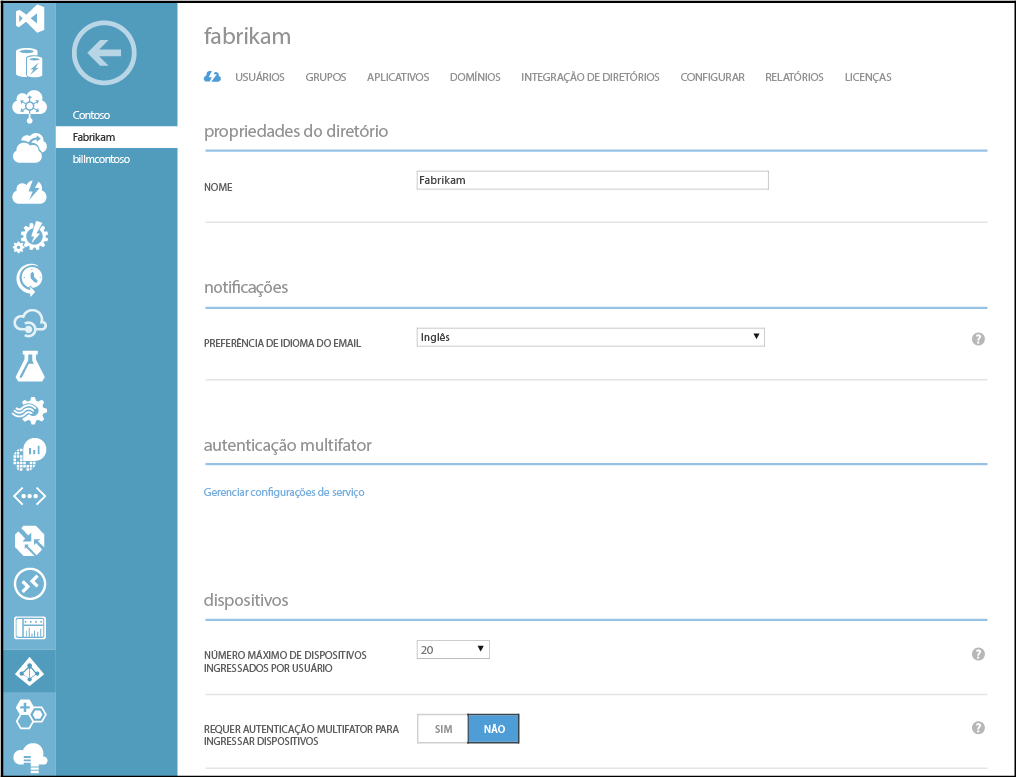 fabrikam
USUÁRIOS GRUPOS APLICATIVOS DOMÍNIOS INTEGRAÇÃO DE DIRETÓRIOS CONFIGURAR RELATÓRIOS LICENÇAS
Contoso
Fabrikam
billmcontoso
propriedades do diretório
NOME Fabrikam
notificações
PREFERÊNCIA DE IDIOMA DO EMAIL Inglês
autenticação multifator
Gerenciar configurações de serviço
dispositivos
NÚMERO MÁXIMO DE DISPOSITIVOS 20
INGRESSADOS POR USUÁRIO
REQUER AUTENTICAÇÃO MULTIFATOR PARA SIM NÃO
INGRESSAR DISPOSITIVOS